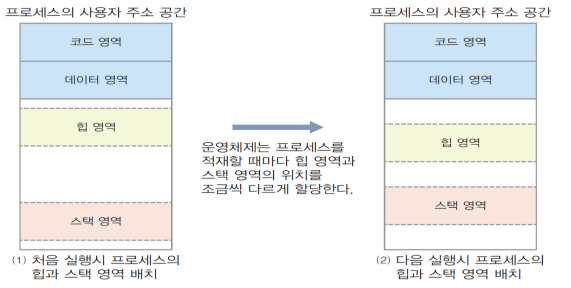 프로세스의 사용자 주소 공간
코드 영역
데이터 영역
힙 영역
스택 영역
(1) 처음 실행시 프로세스의
힙과 스택 영역 배치
운영체제는 프로세스를
적재할 때마다 힙 영역과
스택 영역의 위치를
조금씩 다르게 할당한다.
프로세스의 사용자 주소 공간
코드 영역
데이터 영역
힙 영역
스택 영역
(2) 다음 실행시 프로세스의
힙과 스택 영역 배치